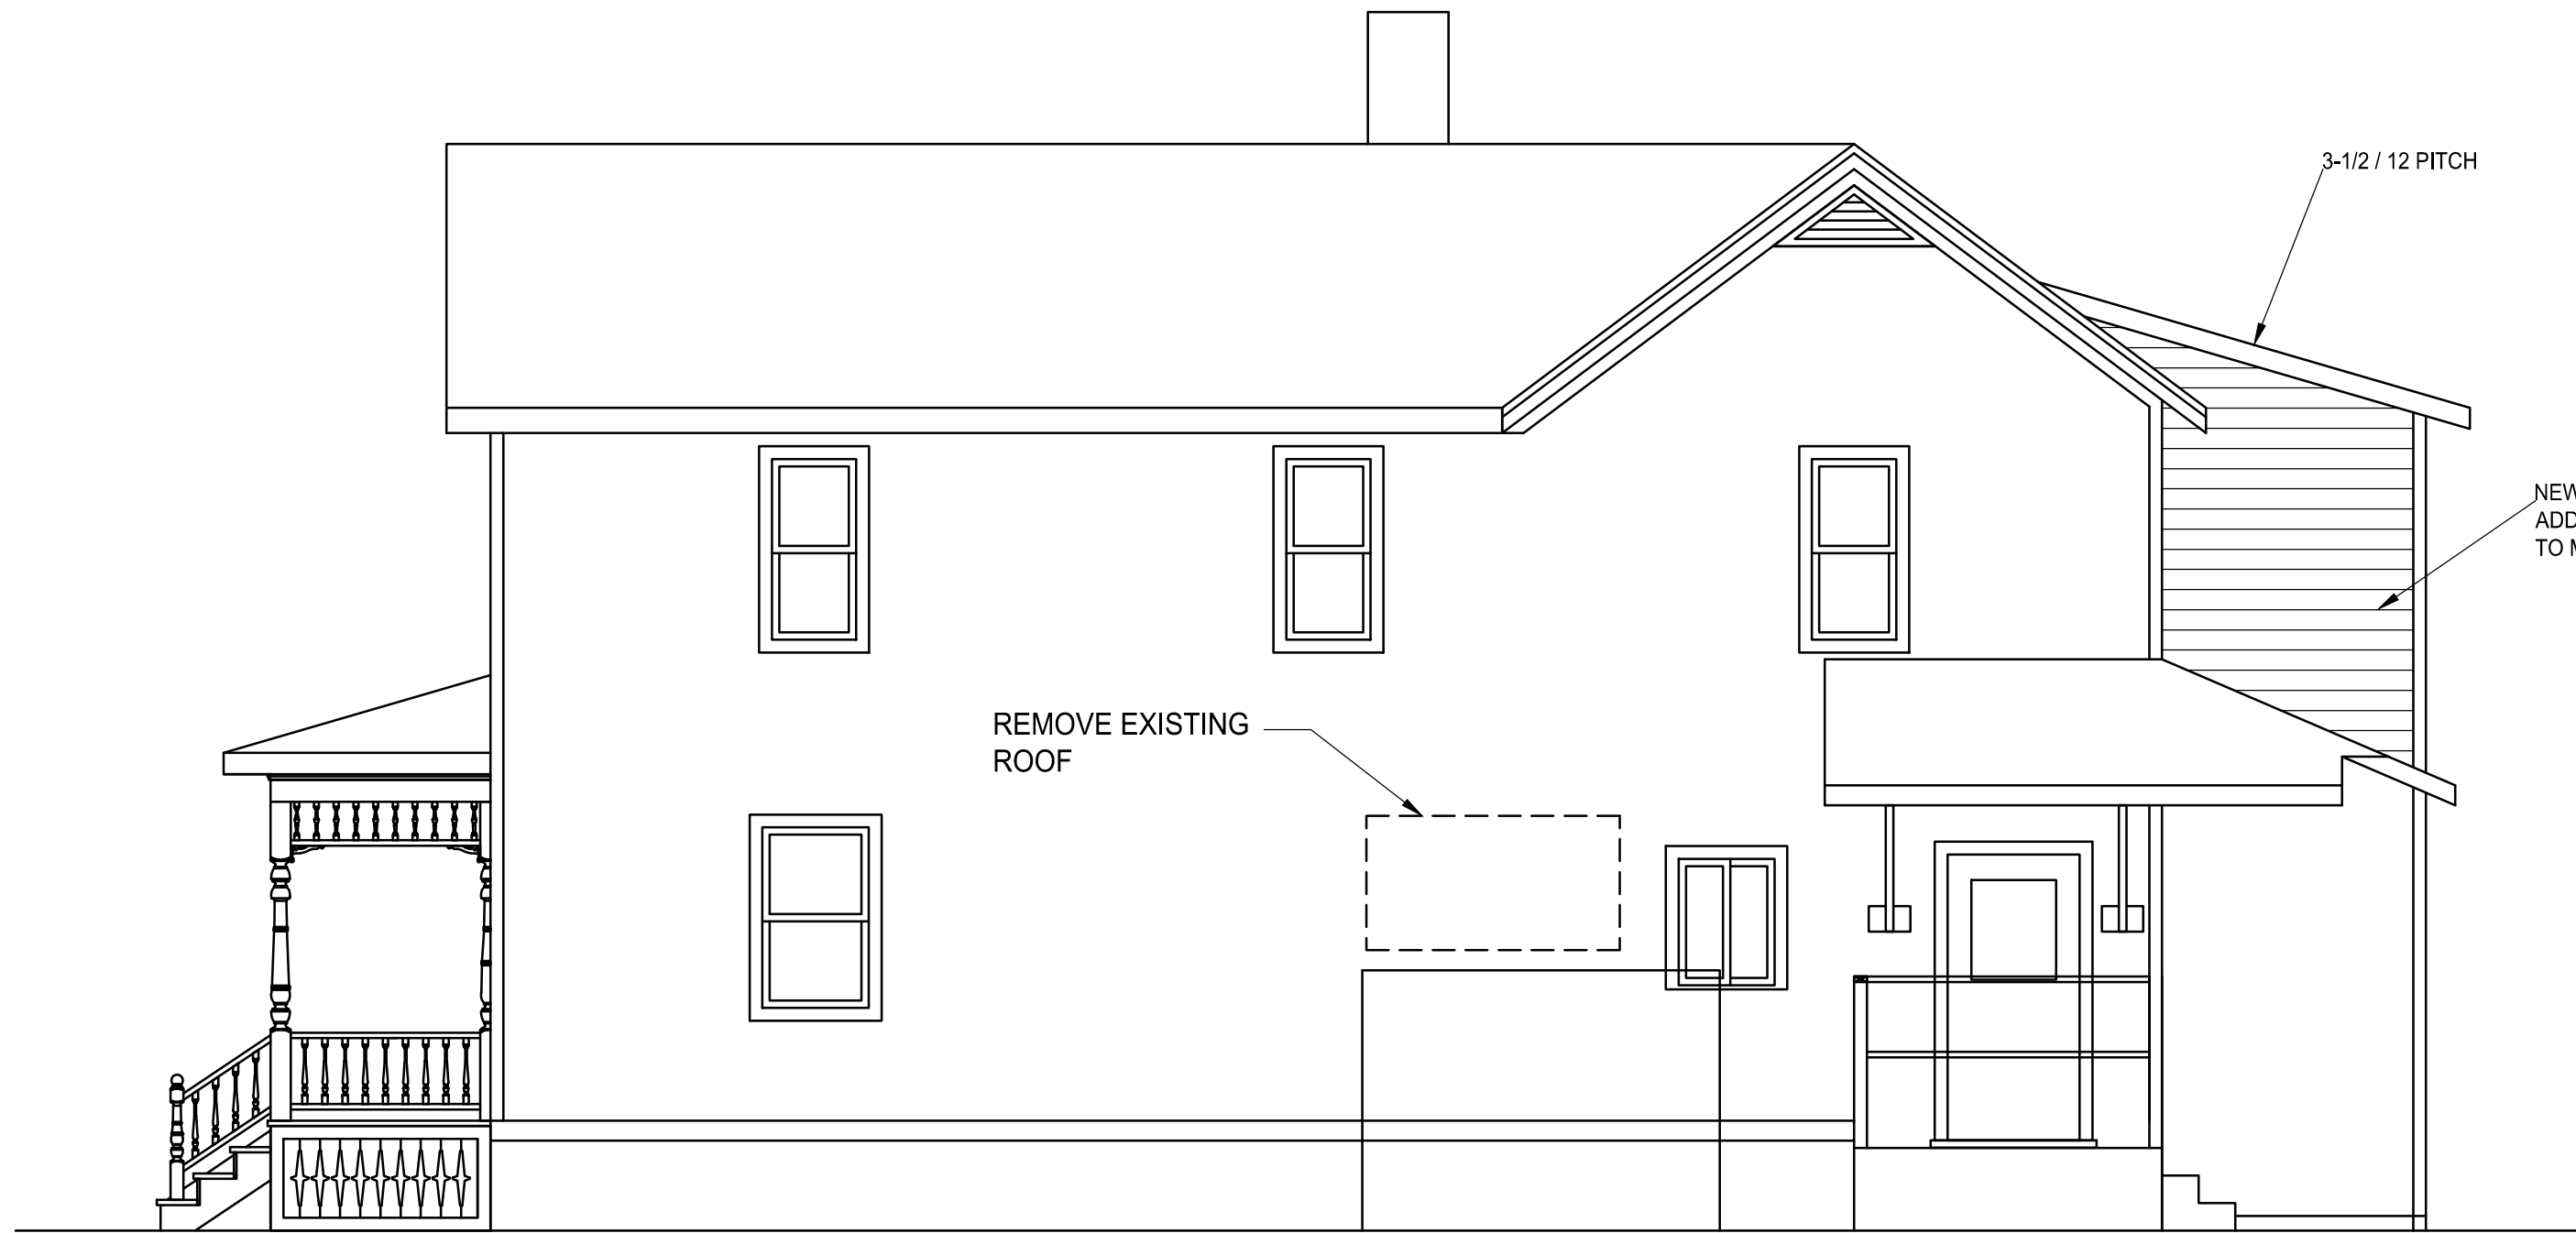 3-1/2 / 12 PITCH
NEW
ADD
TO
REMOVE EXISTING
ROOF